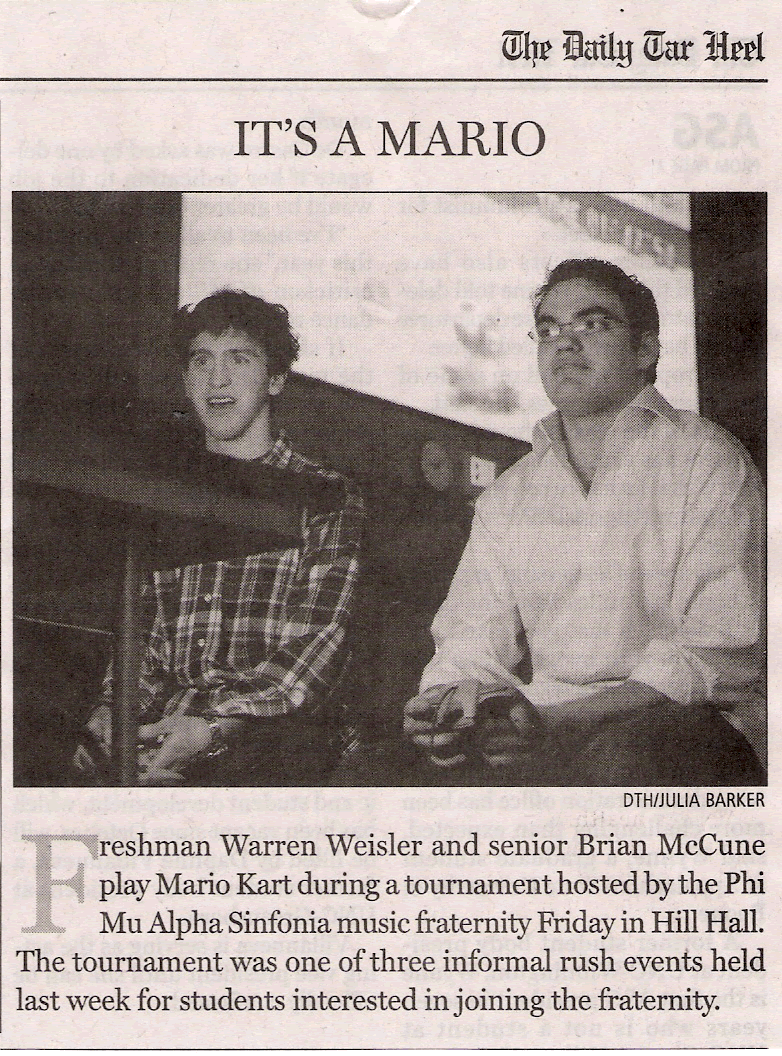 The Daily Tar Heel
IT'S A MARIO
DTH/JULIA BARKER
Freshman Warren Weisler and senior Brian McCune
play Mario Kart during a tournament hosted by the Phi
Mu Alpha Sinfonia music fraternity Friday in Hill Hall.
The tournament was one of three informal rush events held
last week for students interested in joining the fraternity.